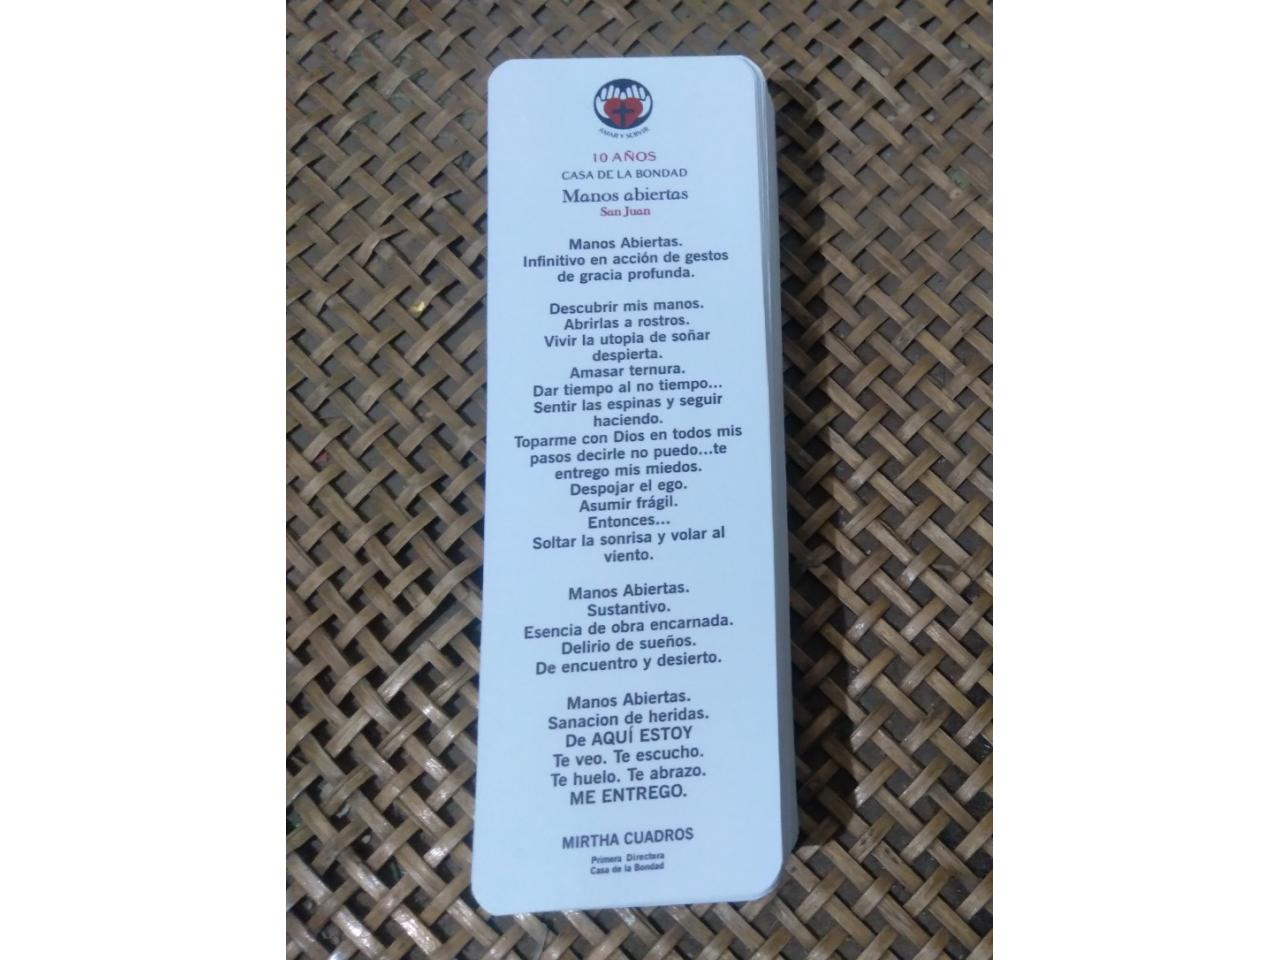 AMAR Y SERVIR
10 AÑOS
CASA DE LA BONDAD
Manos abiertas
San Juan
Manos Abiertas.
Infinitivo en acción de gestos
de gracia profunda.
Descubrir mis manos.
Abrirlas a rostros.
Vivir la utopia de soñar
despierta.
Amasar ternura.
Dar tiempo al no tiempo...
Sentir las espinas y seguir
haciendo.
Toparme con Dios en todos mis
pasos decirle no puedo...te
entrego mis miedos.
Despojar el ego.
Asumir frágil.
Entonces...
Soltar la sonrisa y volar al
viento.
Manos Abiertas.
Sustantivo.
Esencia de obra encarnada.
Delirio de sueños.
De encuentro y desierto.
Manos Abiertas.
Sanacion de heridas.
De AQUÍ ESTOY
Te veo. Te escucho.
Te huelo. Te abrazo.
ME ENTREGO.
MIRTHA CUADROS
Primera Directora
Casa de la Bondad